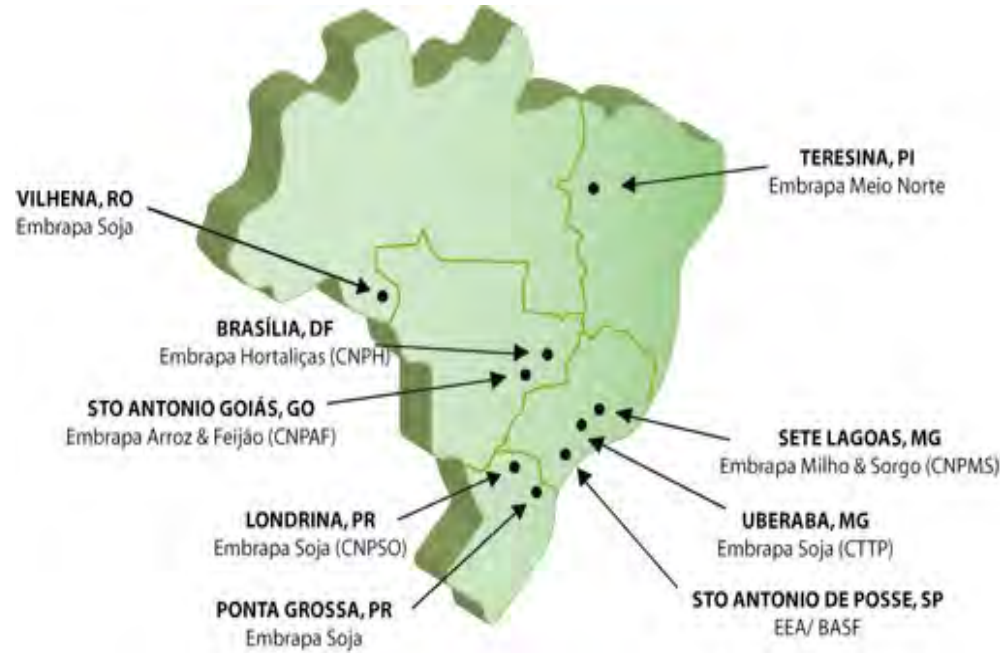 TERESINA, PI
Embrapa Meio Norte
VILHENA, RO
Embrapa Soja
BRASÍLIA, DF
Embrapa Hortaliças (CNPH)
STO ANTONIO GOIÁS, GO
Embrapa Arroz & Feijão (CNPAF)
SETE LAGOAS, MG
Embrapa Milho & Sorgo (CNPMS)
LONDRINA, PR
Embrapa Soja (CNPSO)
UBERABA, MG
Embrapa Soja (CTTP)
PONTA GROSSA, PR
Embrapa Soja
STO ANTONIO DE POSSE, SP
EEA/ BASF